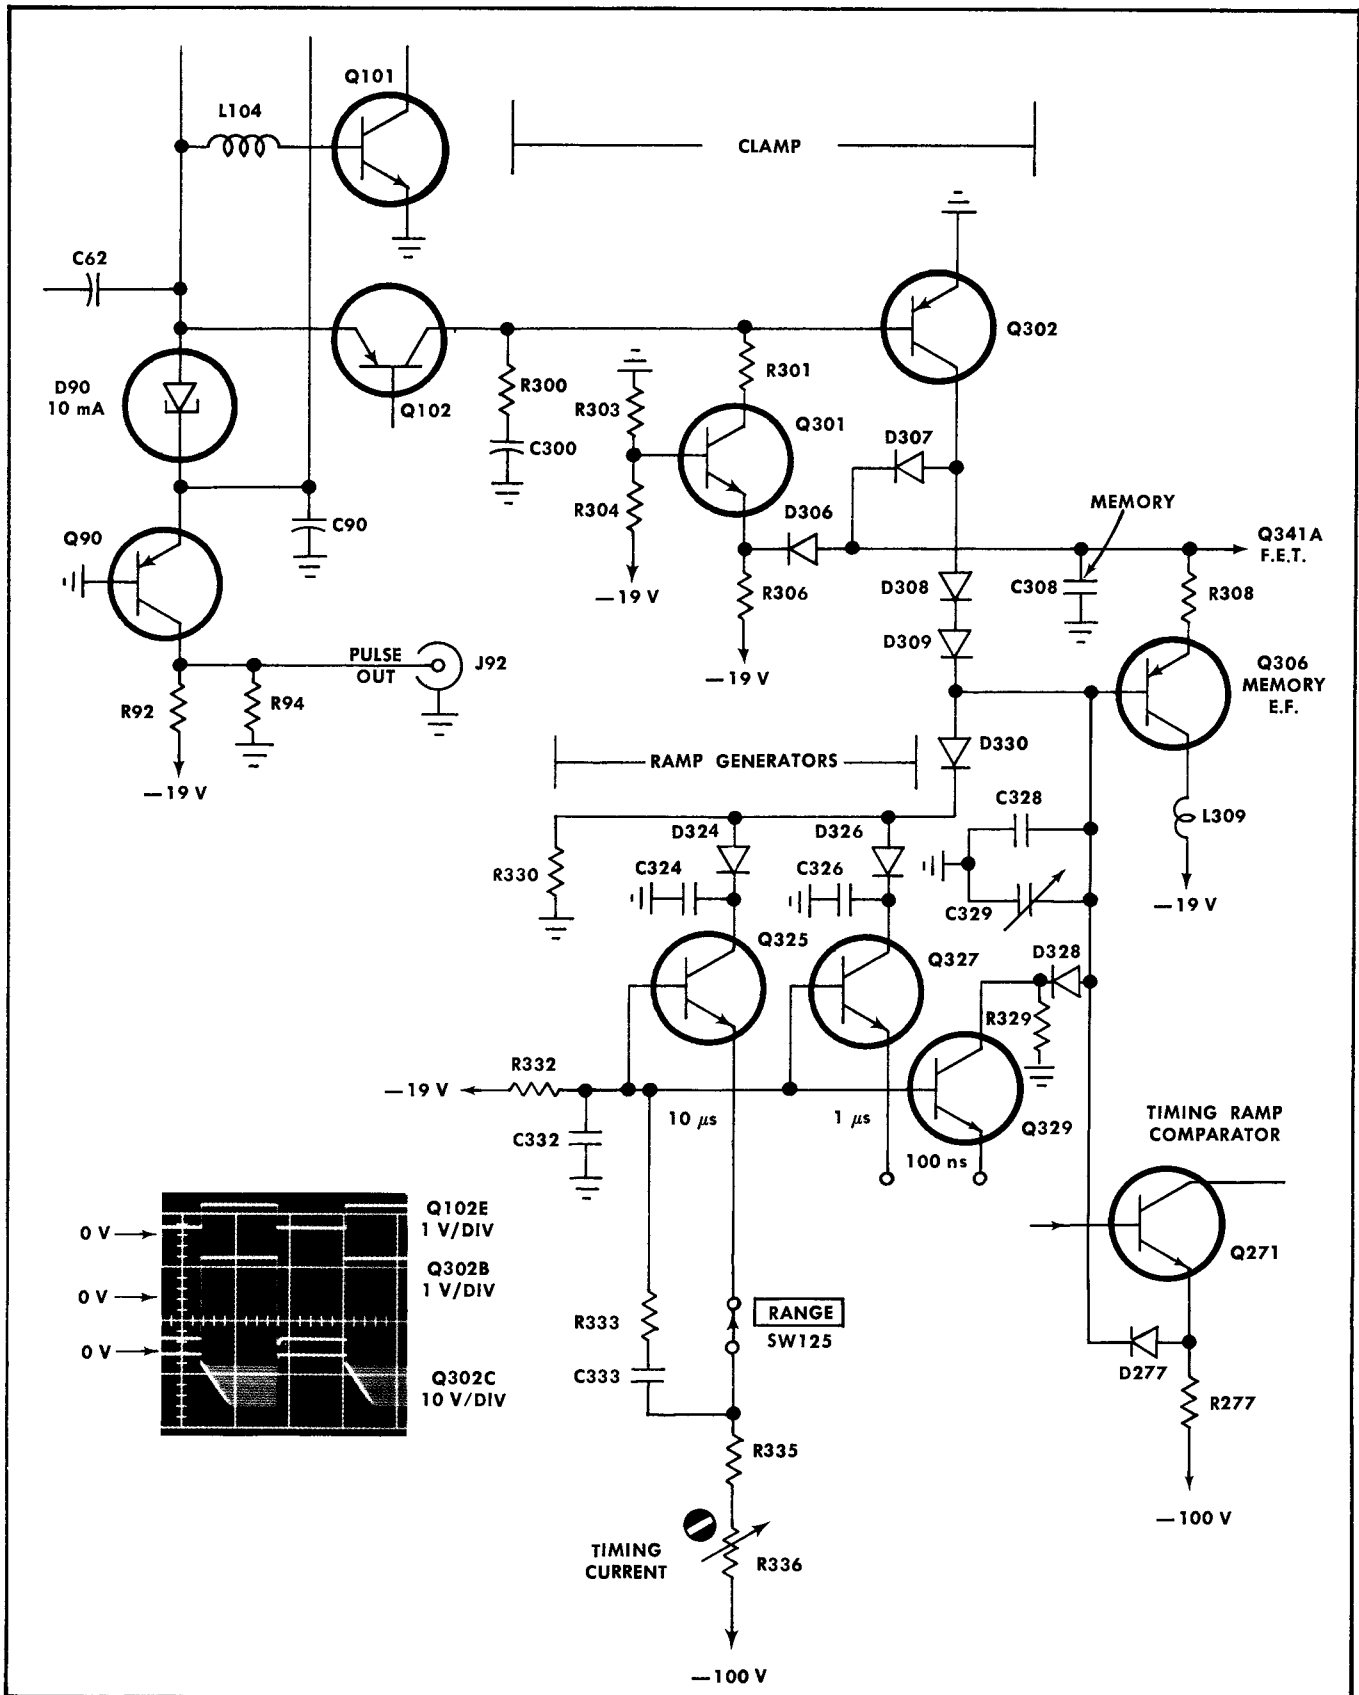 Q101
L104
CLAMP
C62
Q302
D90
10 mA
Q102
R300
C300
R303
R301
Q301
D307
R304
D306
MEMORY
Q341A
F.E.T.
Q90
C90
—19 V
R306
D308
C308
R308
D309
PULSE
OUT
J92
—19 V
Q306
MEMORY
E.F.
R92
R94
—19 V
RAMP GENERATORS
D330
C328
L309
D324
D326
R330
C324
C326
C329
—19 V
Q325
Q327
D328
R329
R332
—19 V
C332
10 μs
1 μs
Q329
100 ns
TIMING RAMP
COMPARATOR
Q271
0 V
Q102E
1 V/DIV
0 V
Q302B
1 V/DIV
0 V
Q302C
10 V/DIV
R333
C333
RANGE
SW125
D277
R277
R335
—100 V
TIMING
CURRENT
R336
—100 V